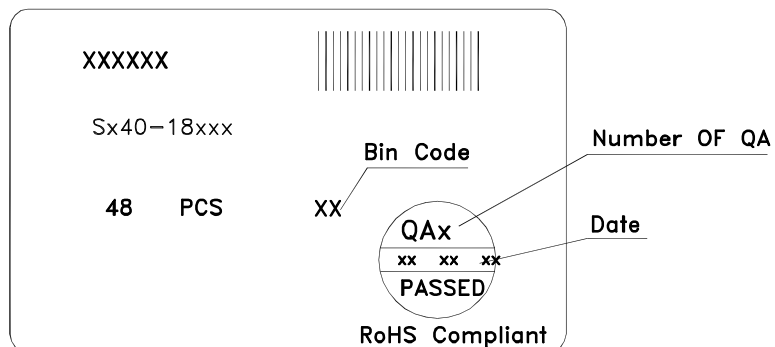 XXXXXX
Sx40-18xxx
Bin Code
Number OF QA
48 PCS XX
QAx
Date
xx xx xx
PASSED
RoHS Compliant